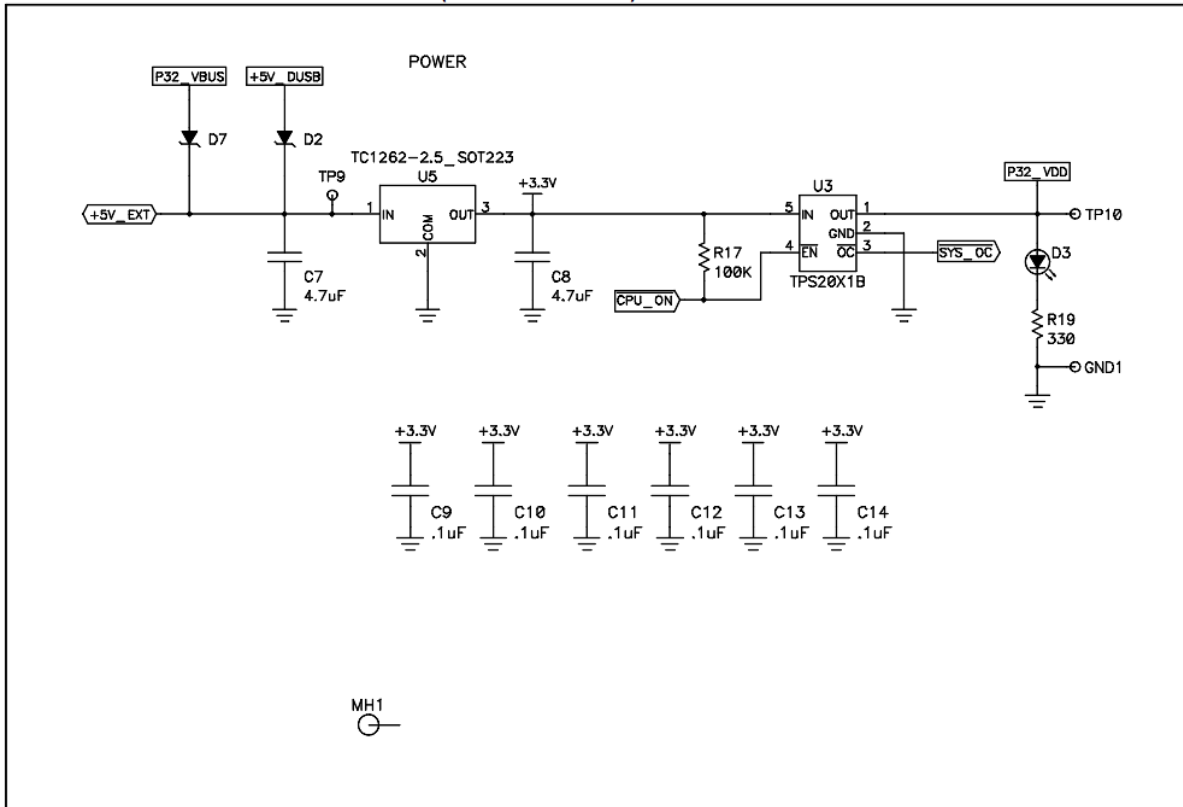 POWER
P32_VBUS
+5V_DUSB
D7
D2
TC1262-2.5_SOT223
U5
TP9
+5V_EXT
1
IN
OUT
3
COM
2
+3.3V
C7
4.7uF
C8
4.7uF
R17
100K
CPU_ON
U3
5
IN
OUT
1
GND
2
4
EN
OC
3
TPS20X1B
SYS_OC
P32_VDD
TP10
D3
R19
330
GND1
+3.3V
+3.3V
+3.3V
+3.3V
+3.3V
+3.3V
C9
.1uF
C10
.1uF
C11
.1uF
C12
.1uF
C13
.1uF
C14
.1uF
MH1